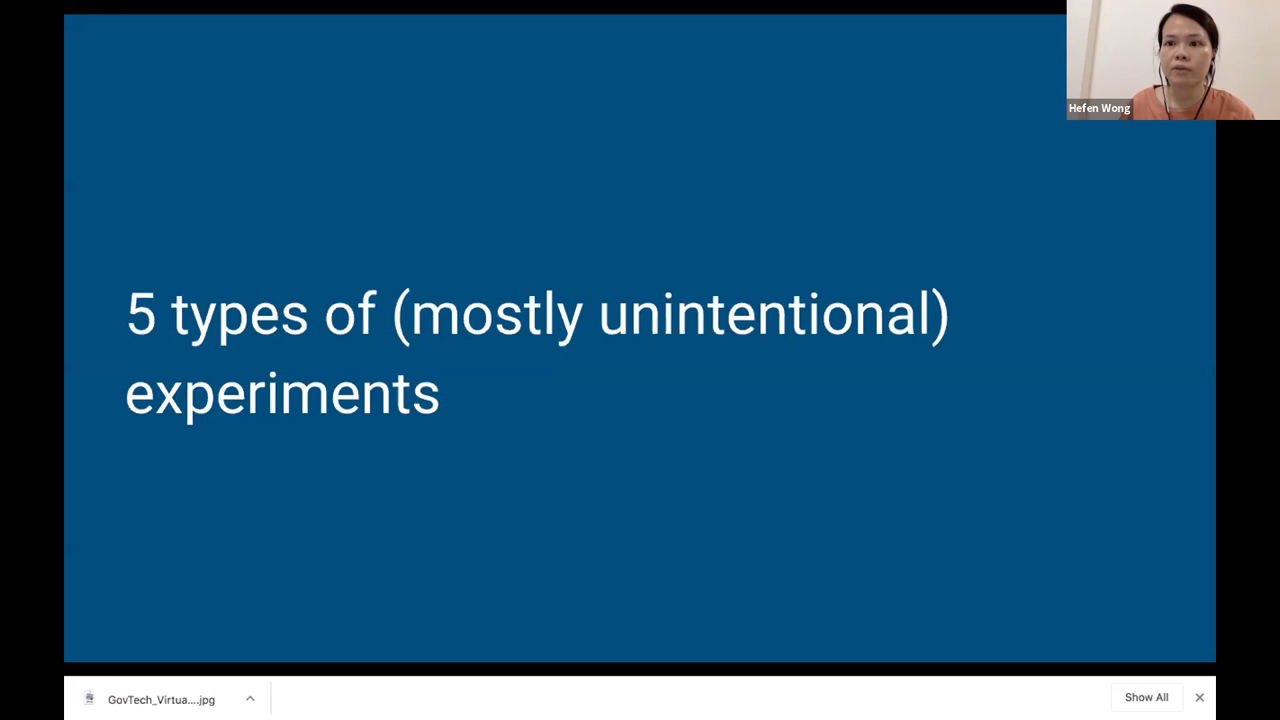 Hefen Wong
5 types of (mostly unintentional)
experiments
GovTech_Virtua....jpg
Show All